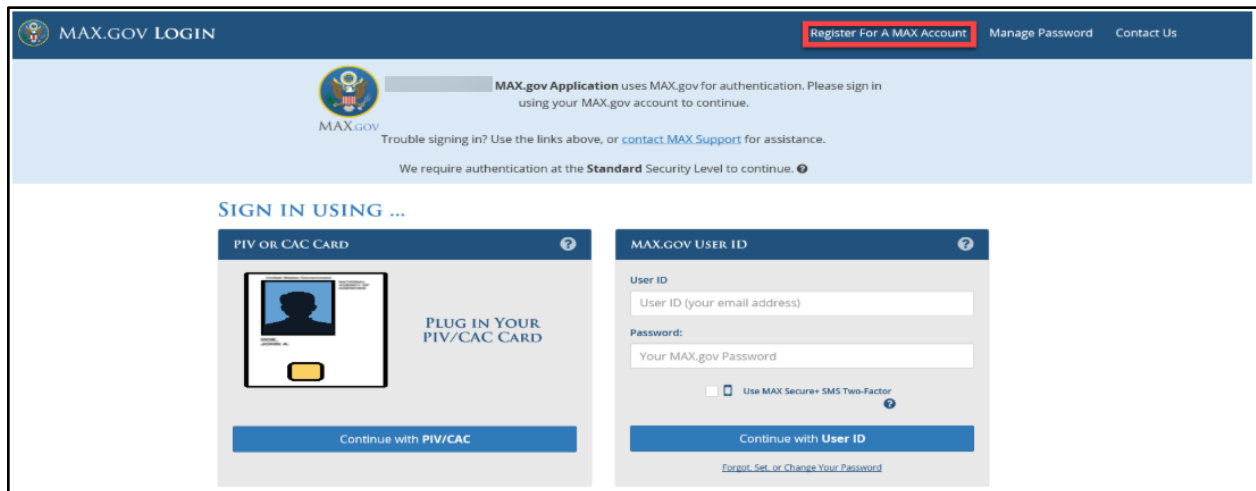 MAX.GOV LOGIN
Register For A MAX Account
Manage Password
Contact Us
MAX.gov Application uses MAX.gov for authentication. Please sign in
using your MAX.gov account to continue.
MAX.GOV
Trouble signing in? Use the links above, or contact MAX Support for assistance.
We require authentication at the Standard Security Level to continue. ?
SIGN IN USING ...
PIV OR CAC CARD ?
PLUG IN YOUR
PIV/CAC CARD
DOE,
JOHN A.
Continue with PIV/CAC
MAX.GOV USER ID ?
User ID
User ID (your email address)
Password:
Your MAX.gov Password
Use MAX Secure+ SMS Two-Factor
?
Continue with User ID
Forgot, Set, or Change Your Password